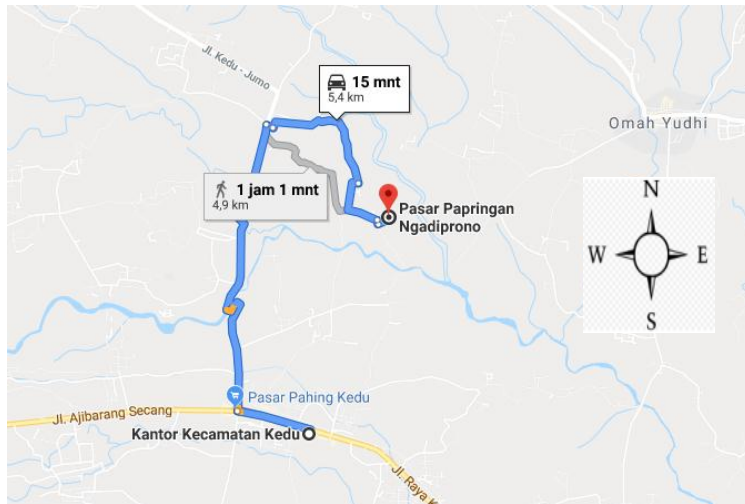 Jl. Kedu - Jumo
15 mnt
5,4 km
Omah Yudhi
1 jam 1 mnt
4,9 km
Pasar Papringan
Ngadiprono
N
W
E
S
Pasar Pahing Kedu
Jl. Ajibarang Secang
Kantor Kecamatan Kedu
Jl. Raya K